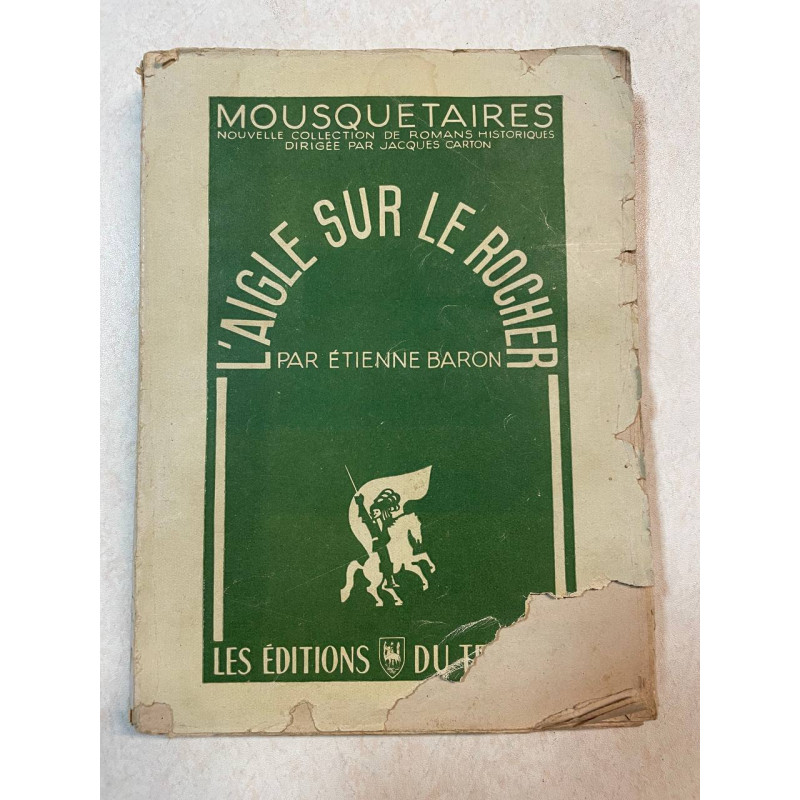 MOUSQUETAIRES
NOUVELLE COLLECTION DE ROMANS HISTORIQUES
DIRIGÉE PAR JACQUES CARTON
L'AIGLE SUR LE ROCHER
PAR ÉTIENNE BARON
LES ÉDITIONS DU